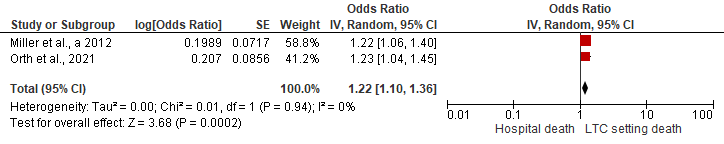 Odds Ratio Odds Ratio
Study or Subgroup log[Odds Ratio] SE Weight IV, Random, 95% CI IV, Random, 95% CI
Miller et al., a 2012 0.1989 0.0717 58.8% 1.22 [1.06, 1.40]
Orth et al., 2021 0.207 0.0856 41.2% 1.23 [1.04, 1.45]
Total (95% CI) 100.0% 1.22 [1.10, 1.36]
Heterogeneity: Tau² = 0.00; Chi² = 0.01, df = 1 (P = 0.94); I² = 0%
Test for overall effect: Z = 3.68 (P = 0.0002)
0.01 0.1 1 10 100
Hospital death LTC setting death